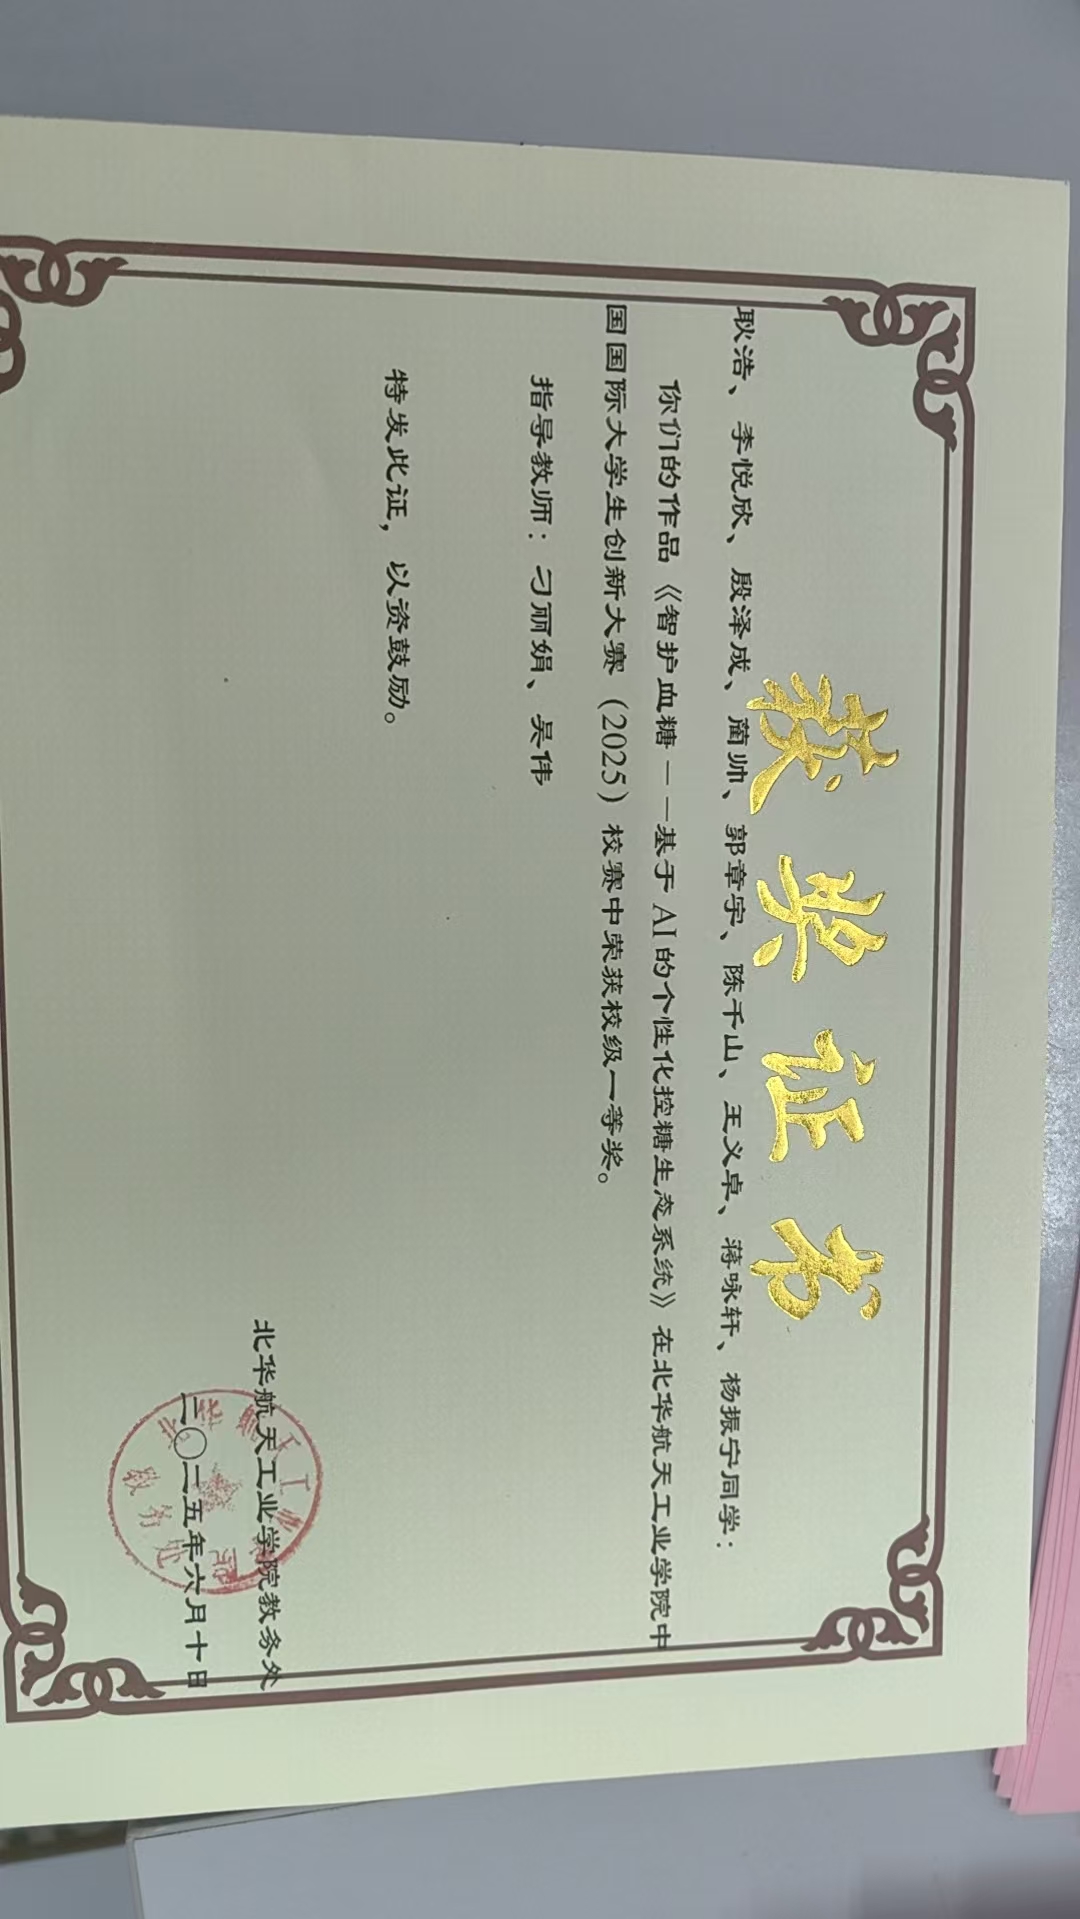 获奖证书
耿浩、李悦欣、殷泽成、蔺帅、郭章宇、陈千山、王义卓、蒋咏轩、杨振宁同学：
你们的作品《智护血糖——基于AI的个性化控糖生态系统》在北华航天工业学院中
国国际大学生创新大赛（2025）校赛中荣获校级一等奖。
指导教师：刁丽娟、吴伟
特发此证，以资鼓励。
北华航天工业学院教务处
二〇二五年六月十日
教务处